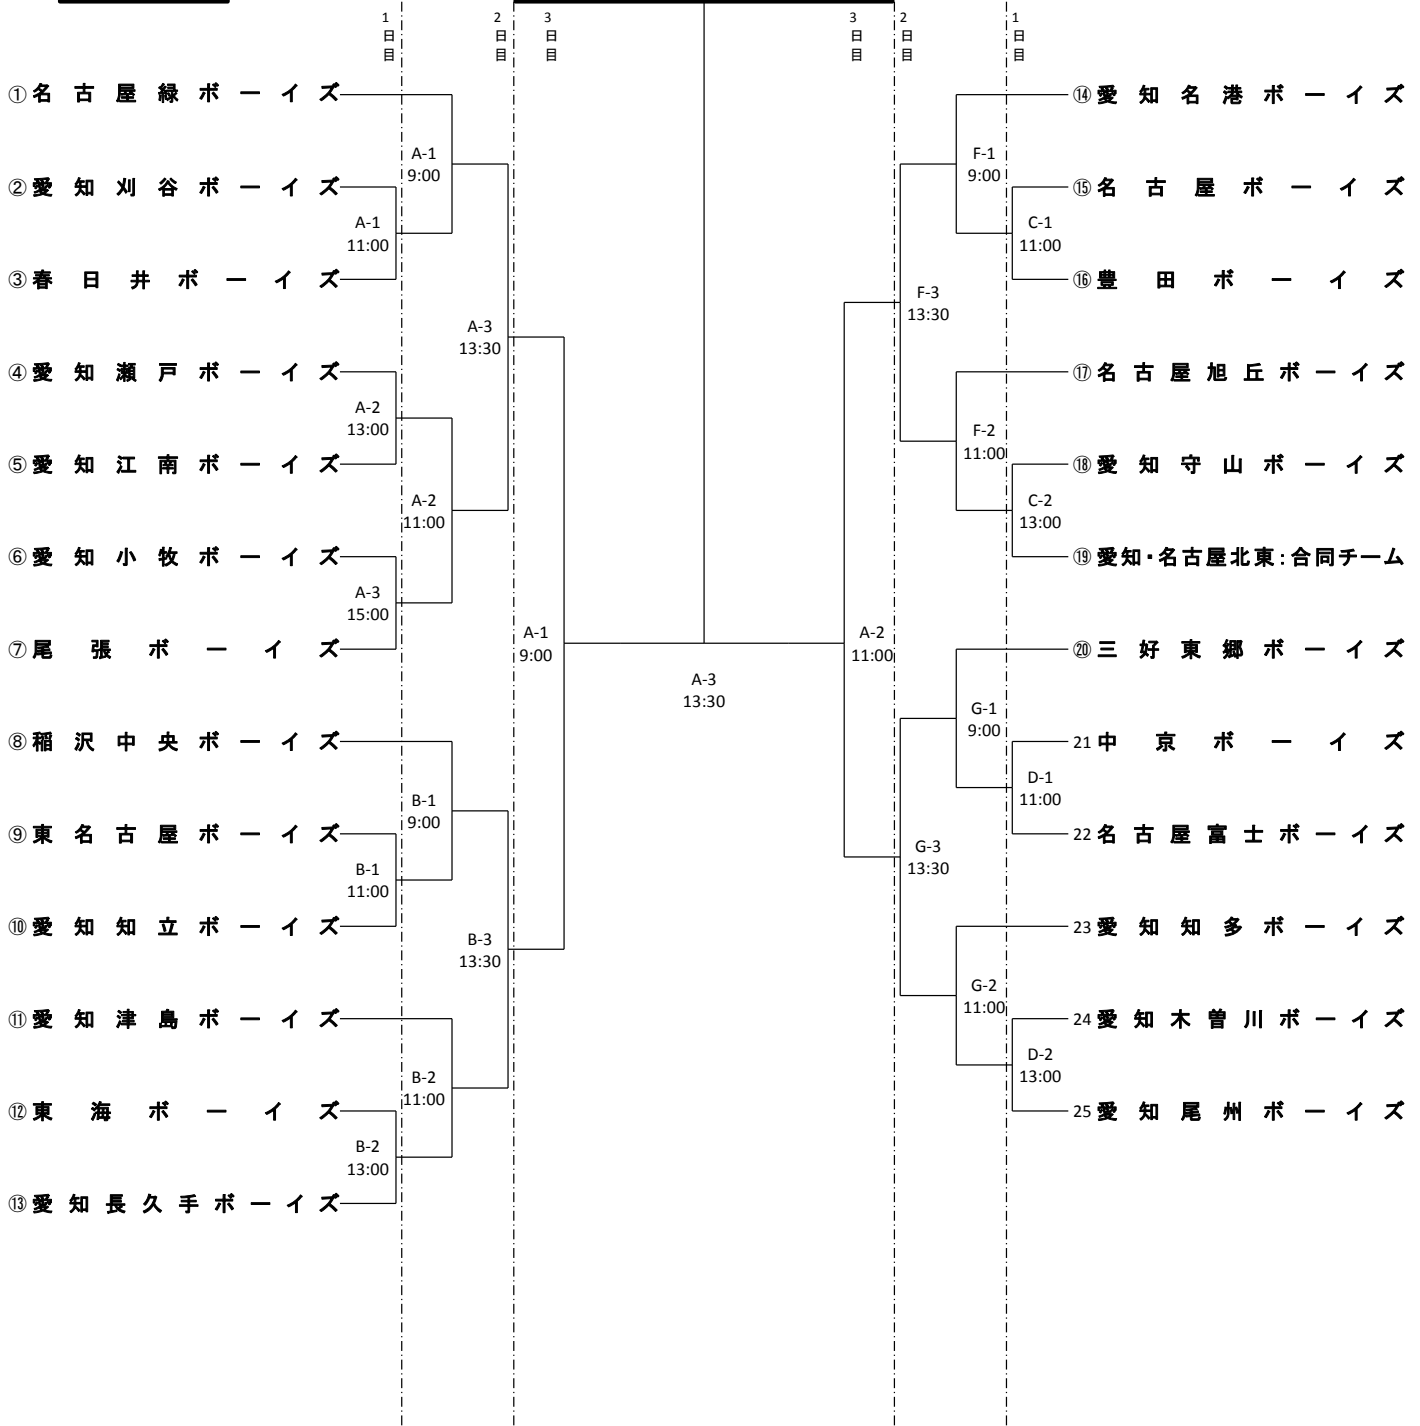 1日目
2日目
3日目
3日目
2日目
1日目
①名古屋緑ボーイズ
A-1
9:00
②愛知刈谷ボーイズ
A-1
11:00
③春日井ボーイズ
A-3
13:30
④愛知瀬戸ボーイズ
A-2
13:00
⑤愛知江南ボーイズ
A-2
11:00
⑥愛知小牧ボーイズ
A-3
15:00
⑦尾張ボーイズ
A-1
9:00
⑧稲沢中央ボーイズ
B-1
9:00
⑨東名古屋ボーイズ
B-1
11:00
⑩愛知知立ボーイズ
B-3
13:30
⑪愛知津島ボーイズ
B-2
11:00
⑫東海ボーイズ
B-2
13:00
⑬愛知長久手ボーイズ
A-3
13:30
⑭愛知名港ボーイズ
F-1
9:00
⑮名古屋ボーイズ
C-1
11:00
⑯豊田ボーイズ
F-3
13:30
⑰名古屋旭丘ボーイズ
F-2
11:00
⑱愛知守山ボーイズ
C-2
13:00
⑲愛知・名古屋北東:合同チーム
A-2
11:00
⑳三好東郷ボーイズ
G-1
9:00
21中京ボーイズ
D-1
11:00
22名古屋富士ボーイズ
G-3
13:30
23愛知知多ボーイズ
G-2
11:00
24愛知木曽川ボーイズ
D-2
13:00
25愛知尾州ボーイズ